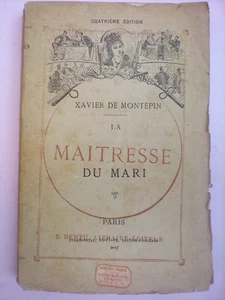 QUATRIÈME ÉDITION
XAVIER DE MONTÉPIN
LA
MAITRESSE
DU MARI
PARIS
E. DENTU,